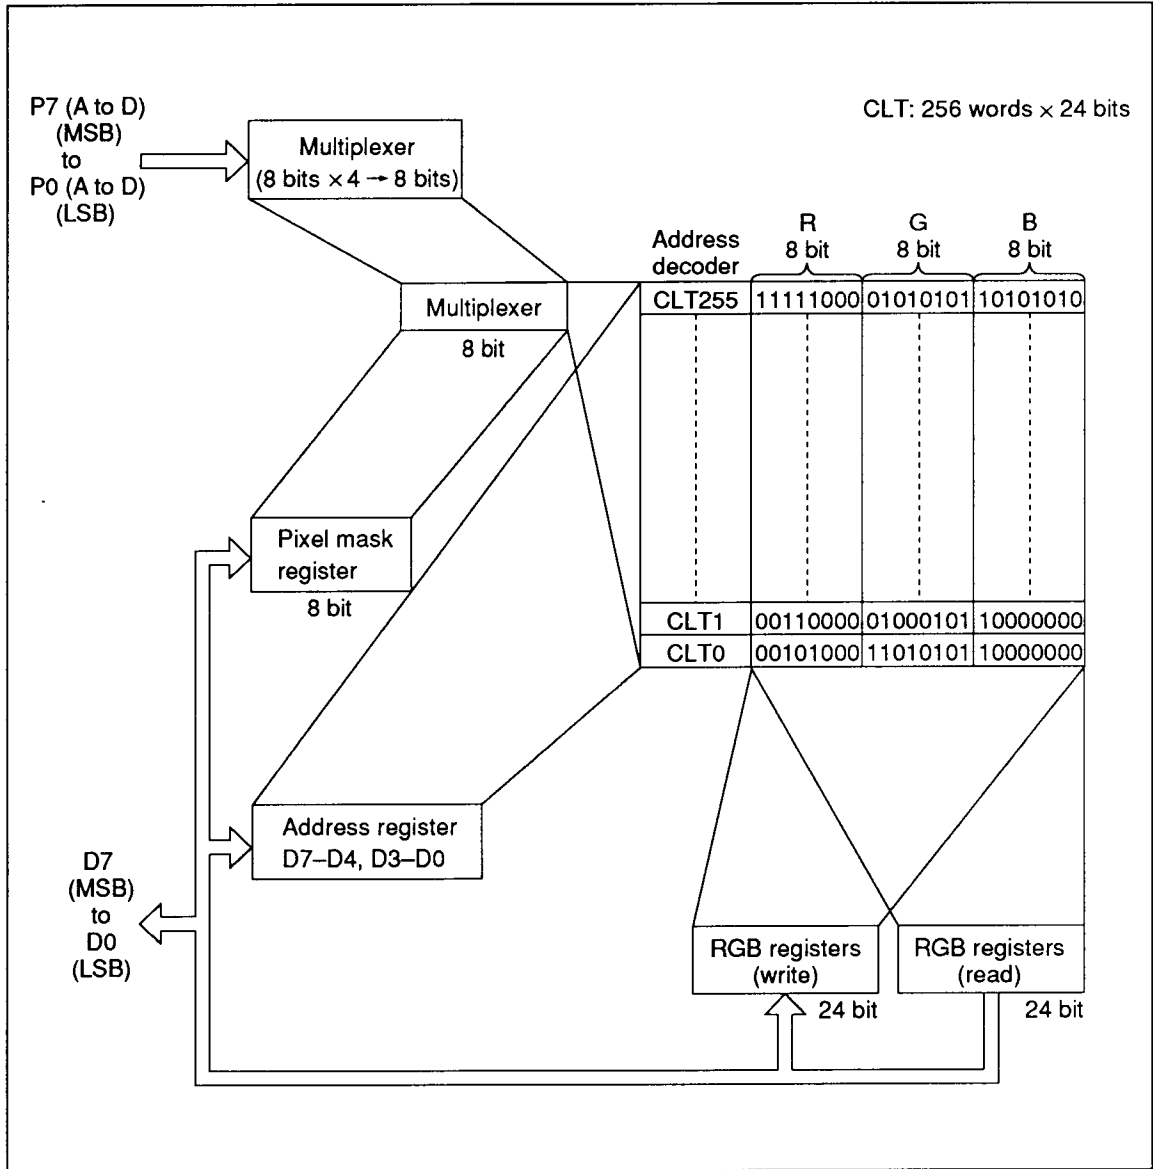 P7 (A to D)
(MSB)
to
P0 (A to D)
(LSB)
CLT: 256 words × 24 bits
Multiplexer
(8 bits × 4 → 8 bits)
Address
decoder
R
8 bit
G
8 bit
B
8 bit
Multiplexer
8 bit
CLT255 11111000 01010101 10101010
Pixel mask
register
8 bit
CLT1 00110000 01000101 10000000
CLT0 00101000 11010101 10000000
Address register
D7–D4, D3–D0
D7
(MSB)
to
D0
(LSB)
RGB registers
(write)
24 bit
RGB registers
(read)
24 bit